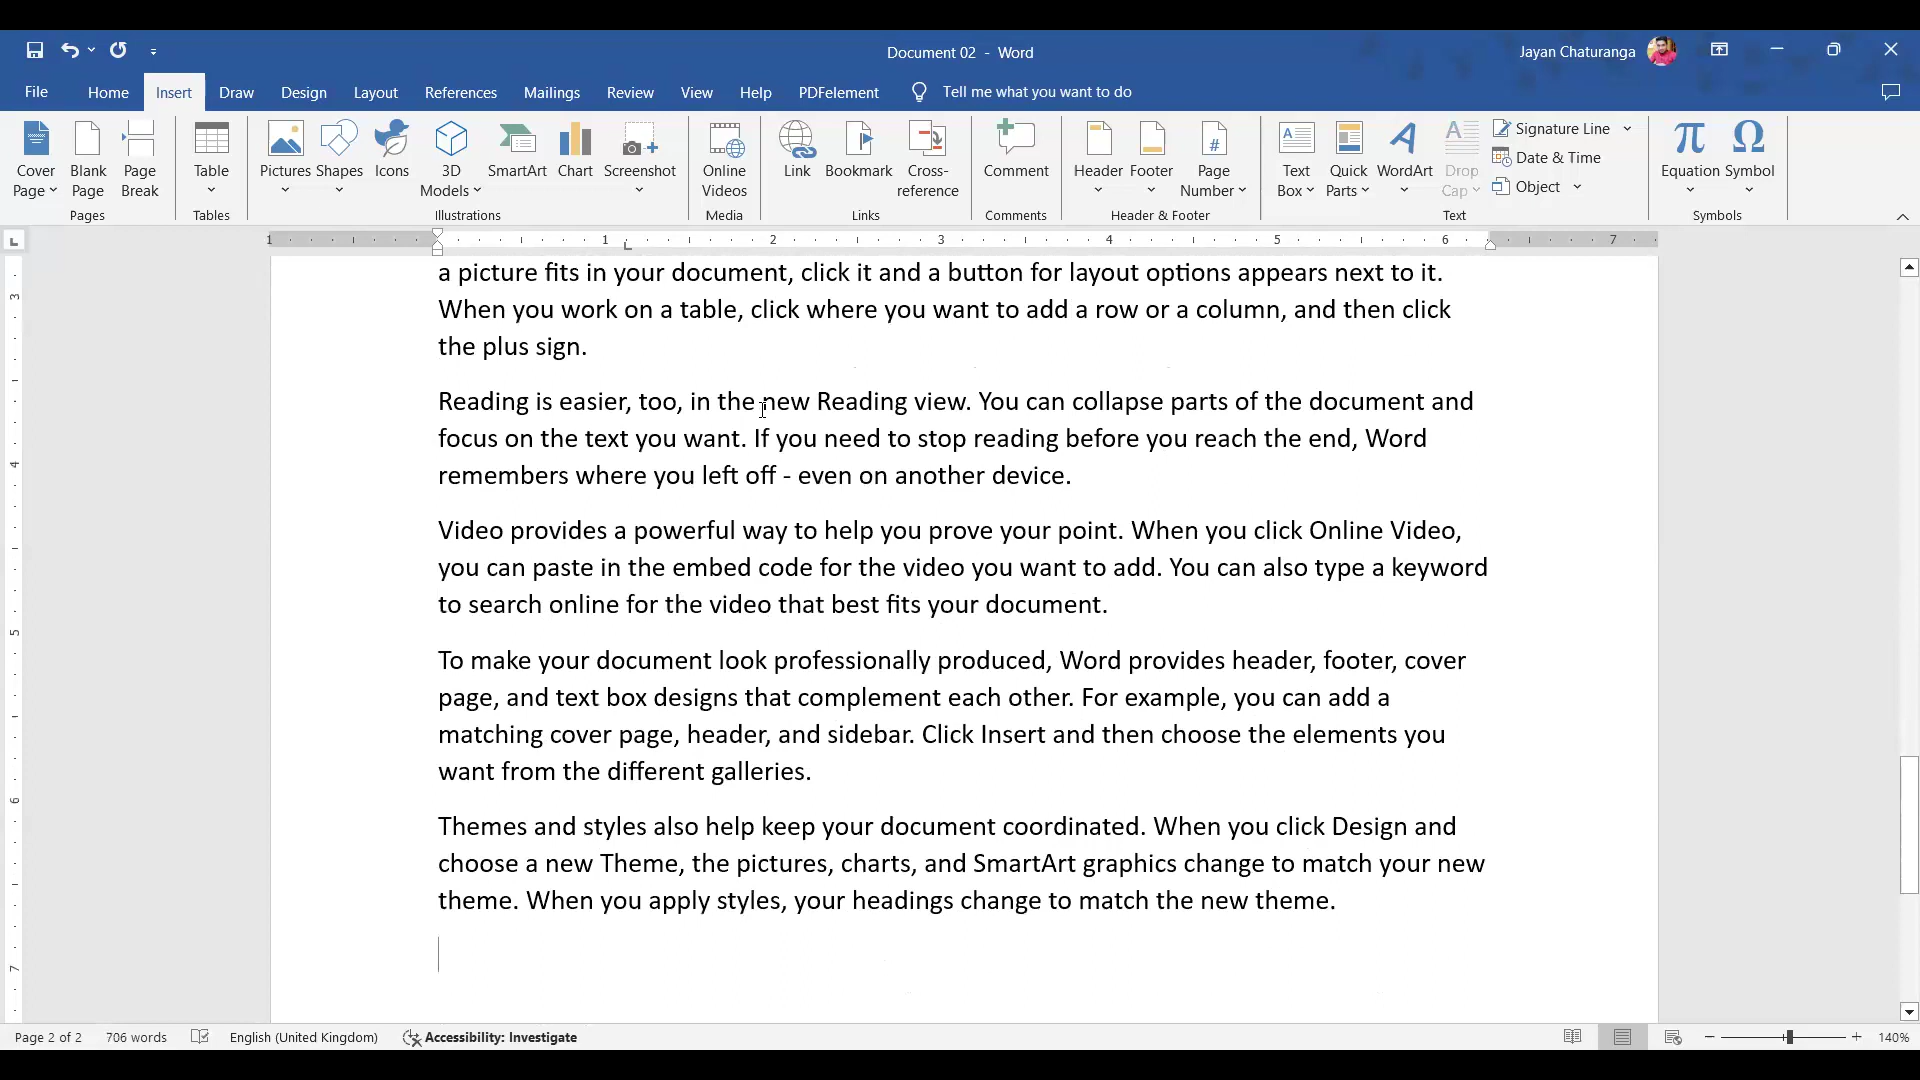 Document 02 - Word
Jayan Chaturanga
File Home Insert Draw Design Layout References Mailings Review View Help PDFelement Tell me what you want to do
Cover Page
Blank Page
Page Break
Pages
Table
Tables
Pictures
Shapes
Icons
3D Models
SmartArt
Chart
Screenshot
Illustrations
Online Videos
Media
Link
Bookmark
Cross-reference
Links
Comment
Comments
Header
Footer
Page Number
Header & Footer
Text Box
Quick Parts
WordArt
Drop Cap
Signature Line
Date & Time
Object
Text
Equation
Symbol
Symbols
1 1 2 3 4 5 6 7
3
4
5
6
7
a picture fits in your document, click it and a button for layout options appears next to it.
When you work on a table, click where you want to add a row or a column, and then click
the plus sign.
Reading is easier, too, in the new Reading view. You can collapse parts of the document and
focus on the text you want. If you need to stop reading before you reach the end, Word
remembers where you left off - even on another device.
Video provides a powerful way to help you prove your point. When you click Online Video,
you can paste in the embed code for the video you want to add. You can also type a keyword
to search online for the video that best fits your document.
To make your document look professionally produced, Word provides header, footer, cover
page, and text box designs that complement each other. For example, you can add a
matching cover page, header, and sidebar. Click Insert and then choose the elements you
want from the different galleries.
Themes and styles also help keep your document coordinated. When you click Design and
choose a new Theme, the pictures, charts, and SmartArt graphics change to match your new
theme. When you apply styles, your headings change to match the new theme.
Page 2 of 2 706 words English (United Kingdom) Accessibility: Investigate 140%